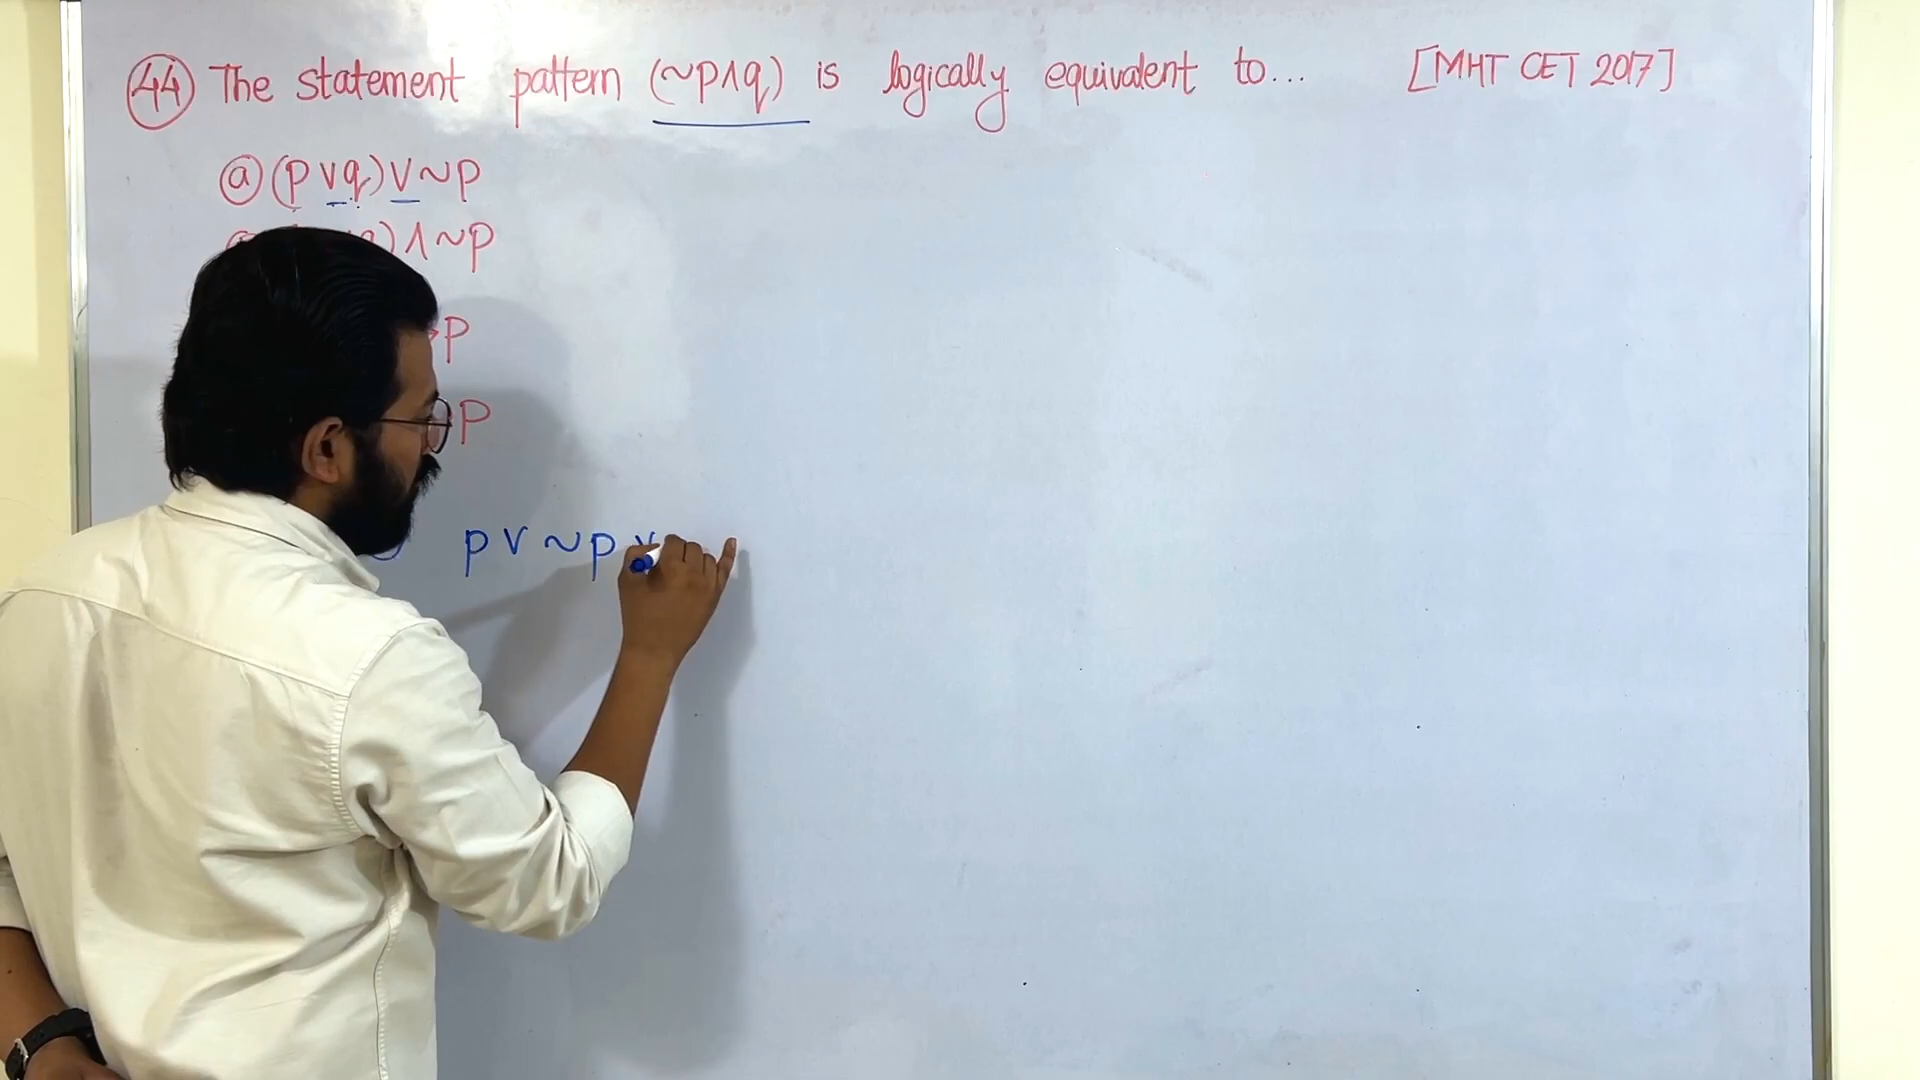 44 The statement pattern (~p∧q) is logically equivalent to... [MHT CET 2017]
a (p∨q)∨~p
)∧~p
p
p
p∨~p∨